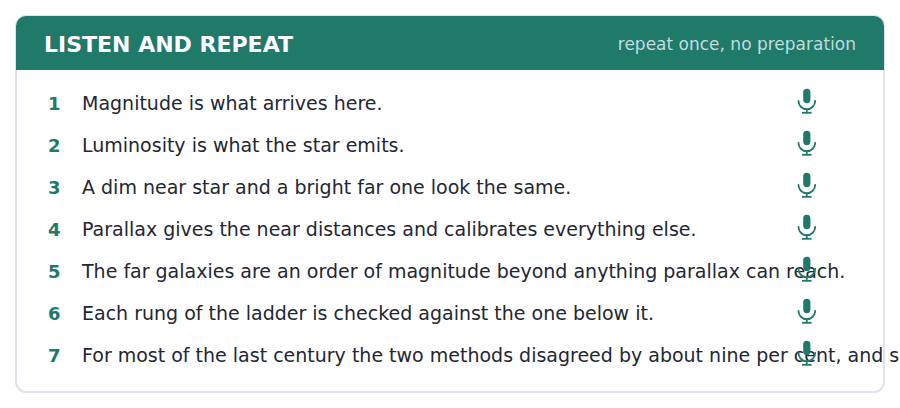 LISTEN AND REPEAT
repeat once, no preparation
1 Magnitude is what arrives here.
2 Luminosity is what the star emits.
3 A dim near star and a bright far one look the same.
4 Parallax gives the near distances and calibrates everything else.
5 The far galaxies are an order of magnitude beyond anything parallax can reach.
6 Each rung of the ladder is checked against the one below it.
7 For most of the last century the two methods disagreed by about nine per cent, and